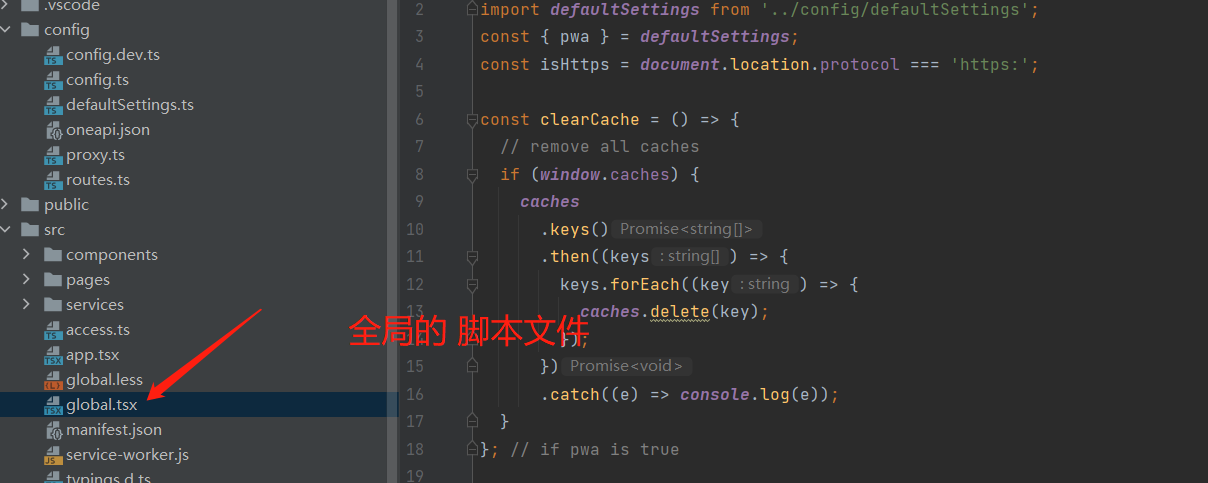 .vscode
config
config.dev.ts
config.ts
defaultSettings.ts
oneapi.json
proxy.ts
routes.ts
public
src
components
pages
services
access.ts
app.tsx
global.less
global.tsx
manifest.json
service-worker.js
typings.d.ts
2 import defaultSettings from '../config/defaultSettings';
3 const { pwa } = defaultSettings;
4 const isHttps = document.location.protocol === 'https:';
5
6 const clearCache = () => {
7 // remove all caches
8 if (window.caches) {
9 caches
10 .keys() Promise<string[]>
11 .then((keys : string[] ) => {
12 keys.forEach((key : string ) => {
13 caches.delete(key);
全局的 脚本文件
14 });
15 }) Promise<void>
16 .catch((e) => console.log(e));
17 }
18 }; // if pwa is true
19